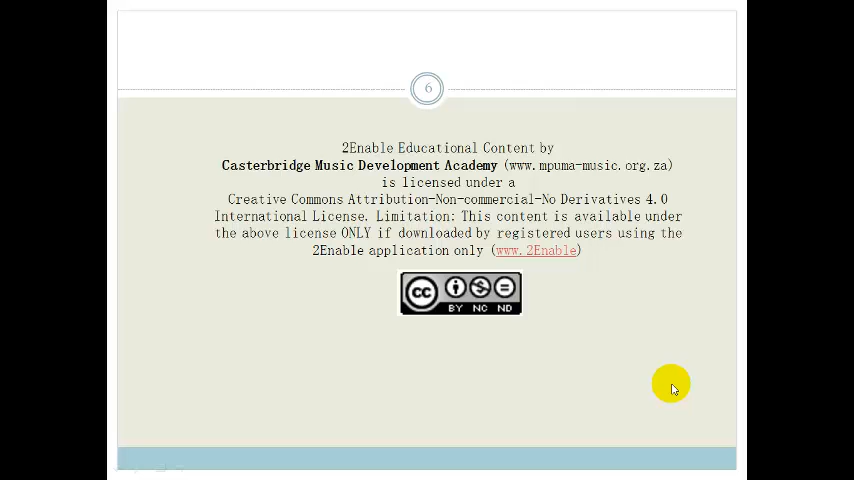 6
2Enable Educational Content by
Casterbridge Music Development Academy (www.mpuma-music.org.za)
is licensed under a
Creative Commons Attribution-Non-commercial-No Derivatives 4.0
International License. Limitation: This content is available under
the above license ONLY if downloaded by registered users using the
2Enable application only (www.2Enable)
cc
BY NC ND